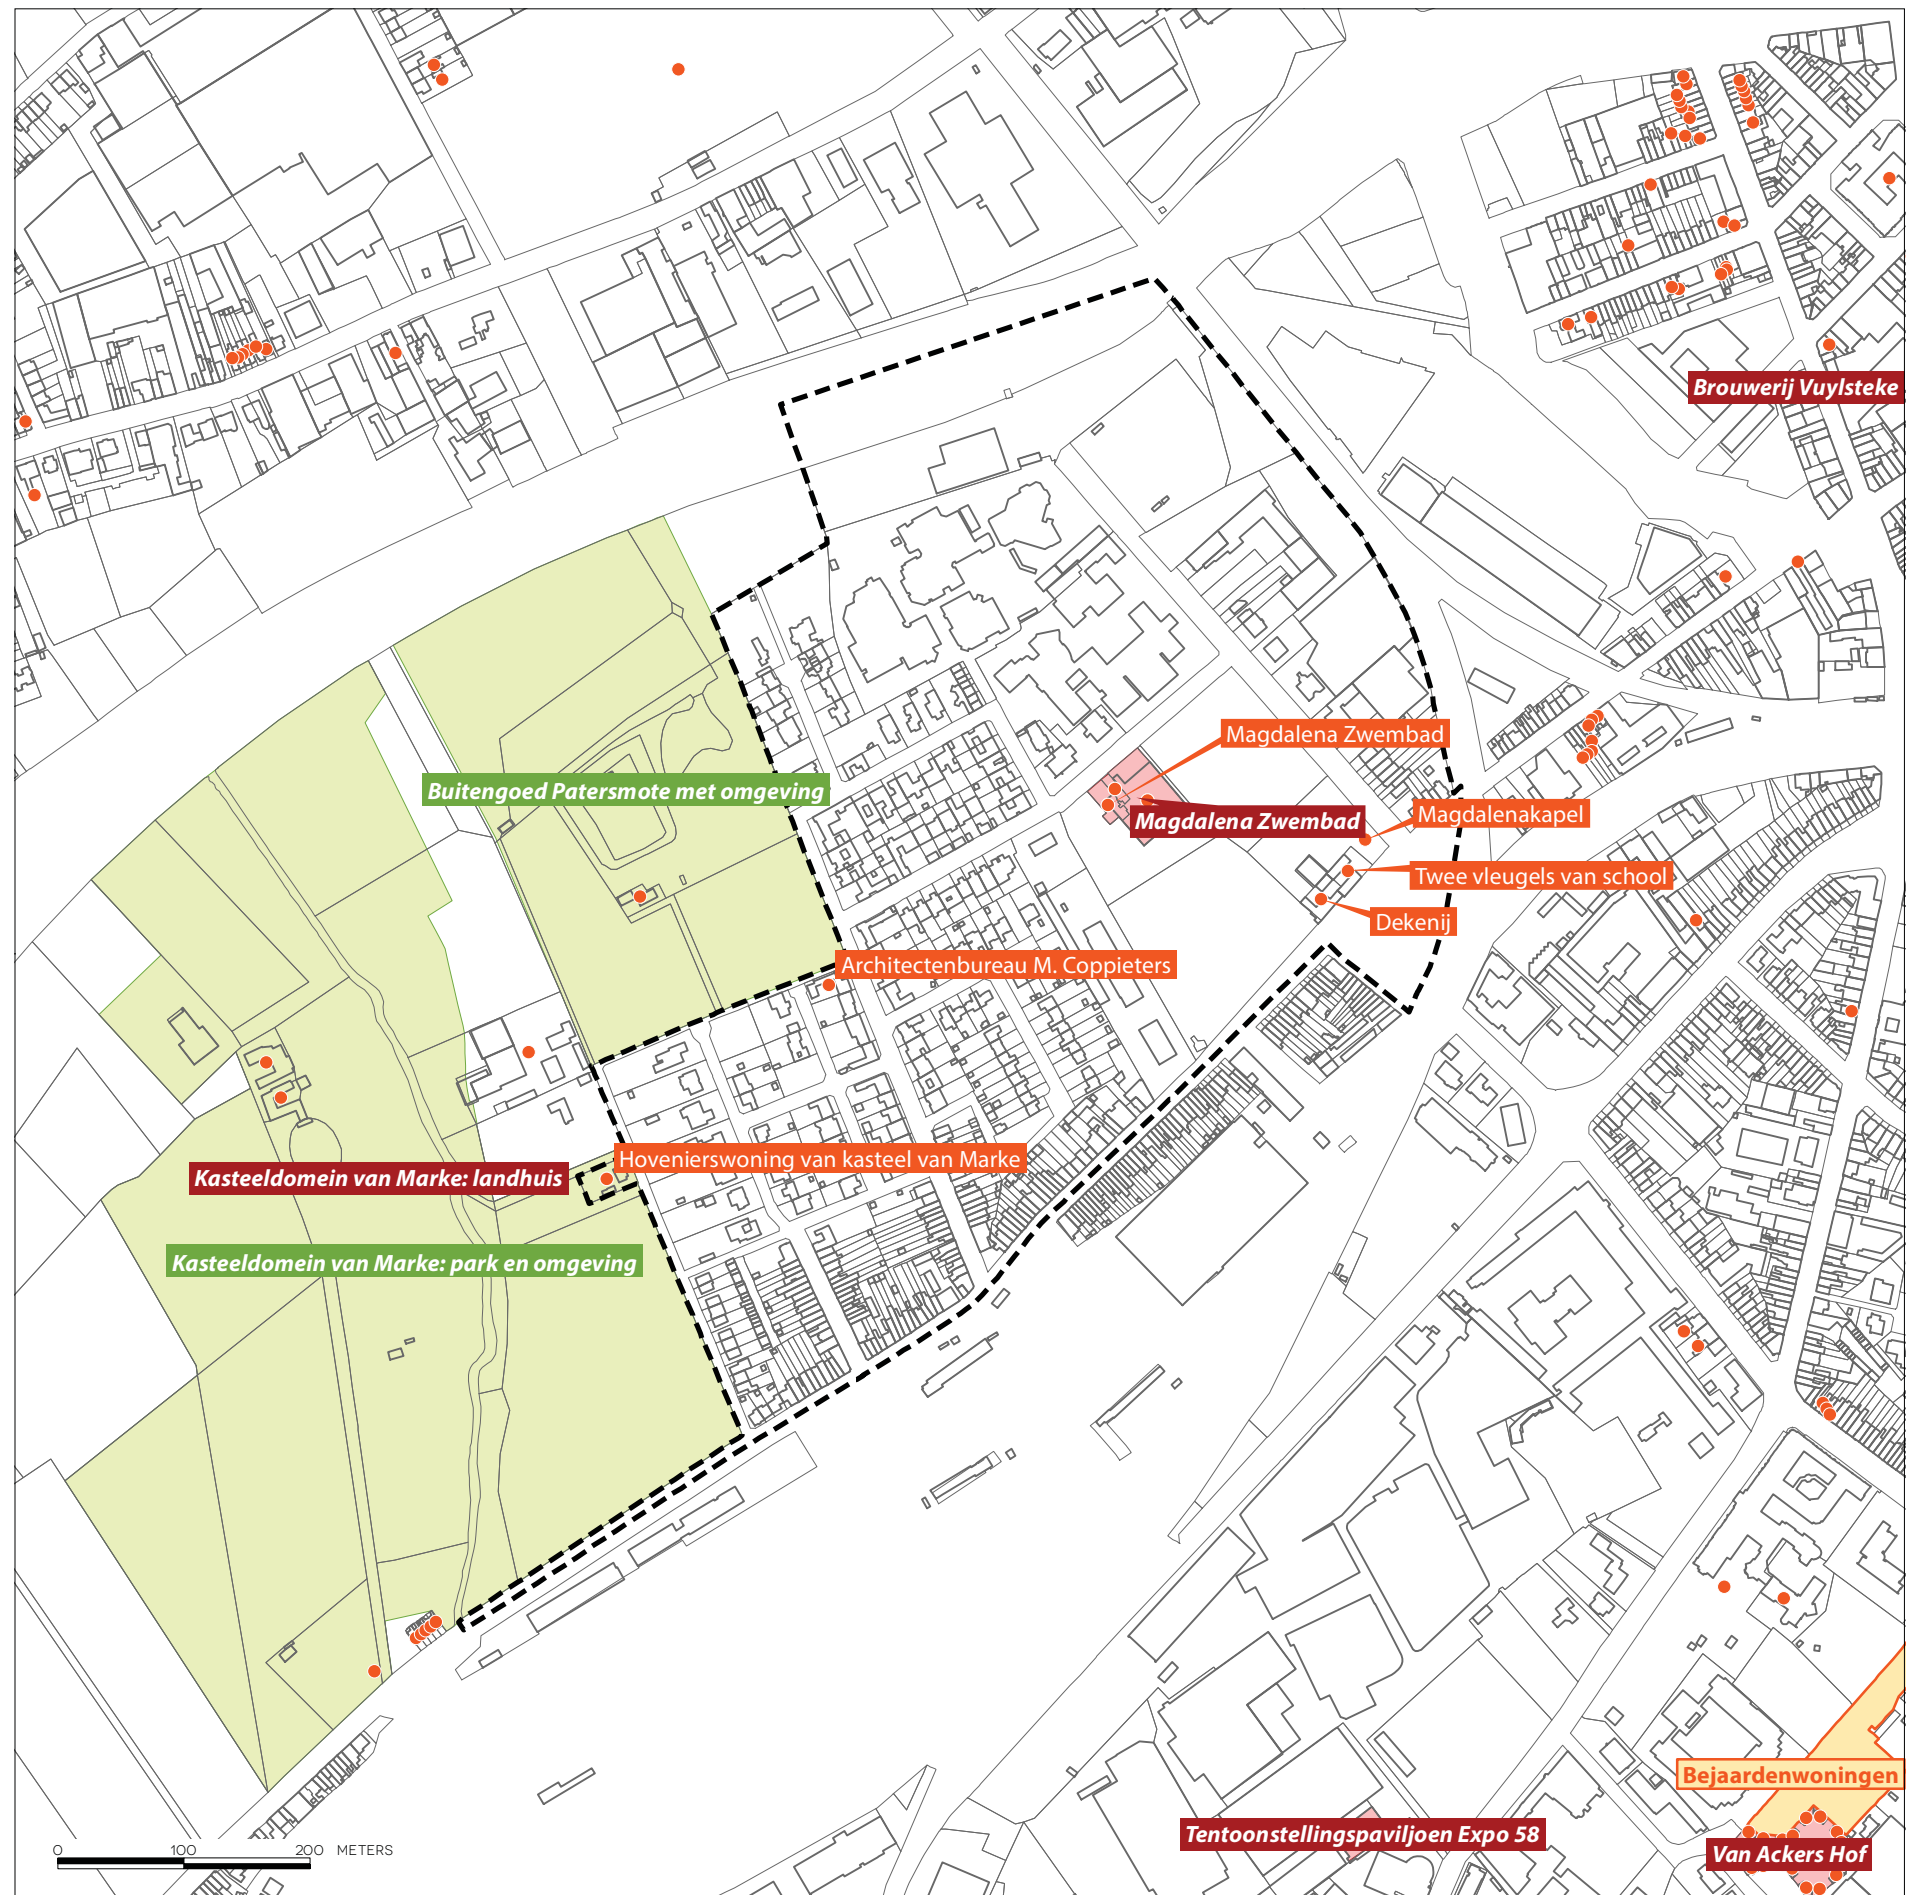 Brouwerij Vuylsteke
Magdalena Zwembad
Buitengoed Patersmote met omgeving
Magdalena Zwembad
Magdalenakapel
Twee vleugels van school
Dekenij
Architectenbureau M. Coppieters
Hovenierswoning van kasteel van Marke
Kasteeldomein van Marke: landhuis
Kasteeldomein van Marke: park en omgeving
Bejaardenwoningen
Tentoonstellingspaviljoen Expo 58
Van Ackers Hof
0 100 200 METERS